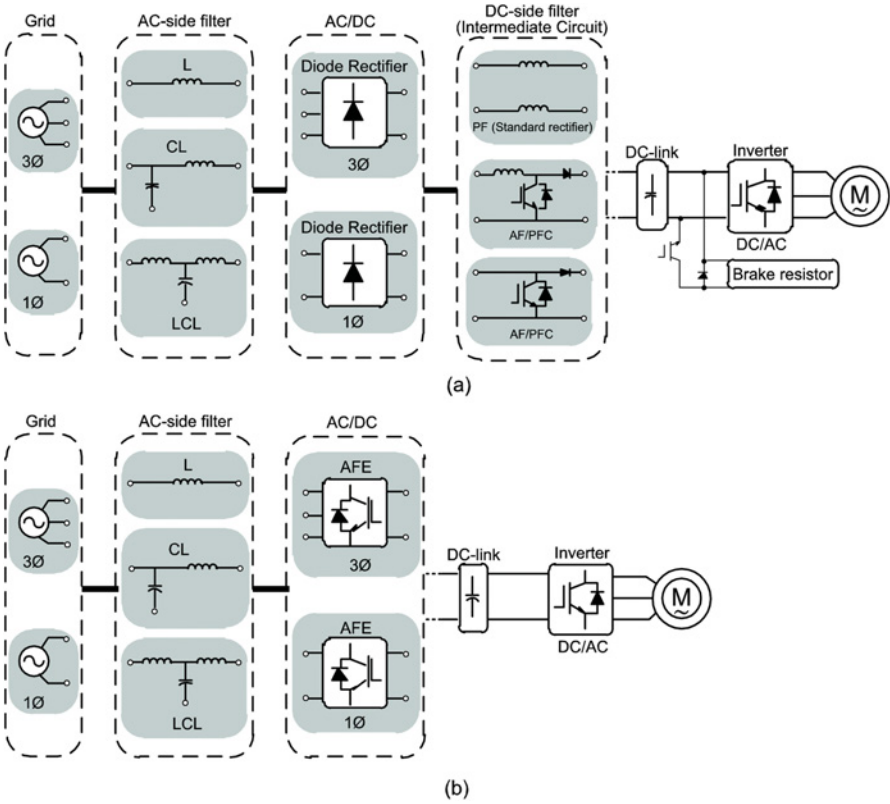 Grid
AC-side filter
AC/DC
DC-side filter
(Intermediate Circuit)
L
Diode Rectifier
PF (Standard rectifier)
3Ø
CL
3Ø
DC-link
Inverter
M
~
AF/PFC
DC/AC
Diode Rectifier
Brake resistor
1Ø
LCL
1Ø
AF/PFC
(a)
Grid
AC-side filter
AC/DC
L
AFE
3Ø
CL
3Ø
DC-link
Inverter
M
~
DC/AC
AFE
1Ø
LCL
1Ø
(b)